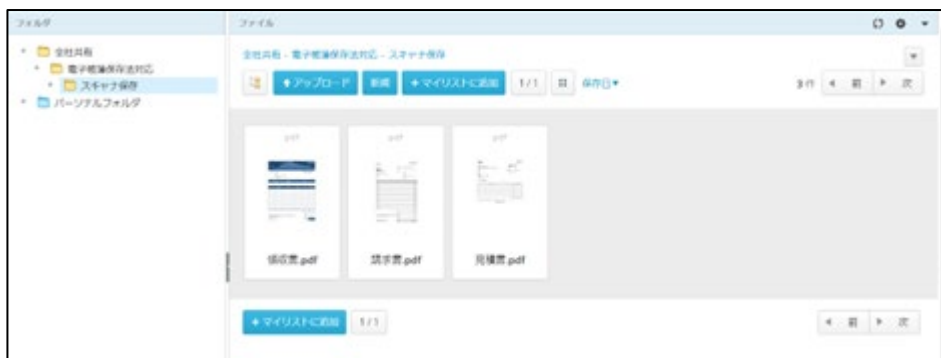 フォルダ
全社共有
電子帳簿保存法対応
スキャナ保存
パーソナルフォルダ
ファイル
全社共有 - 電子帳簿保存法対応 - スキャナ保存
アップロード 新規 +マイリストに追加 1/1 保存日▼
3 件 前 次
領収書.pdf 請求書.pdf 見積書.pdf
+マイリストに追加 1/1
前 次